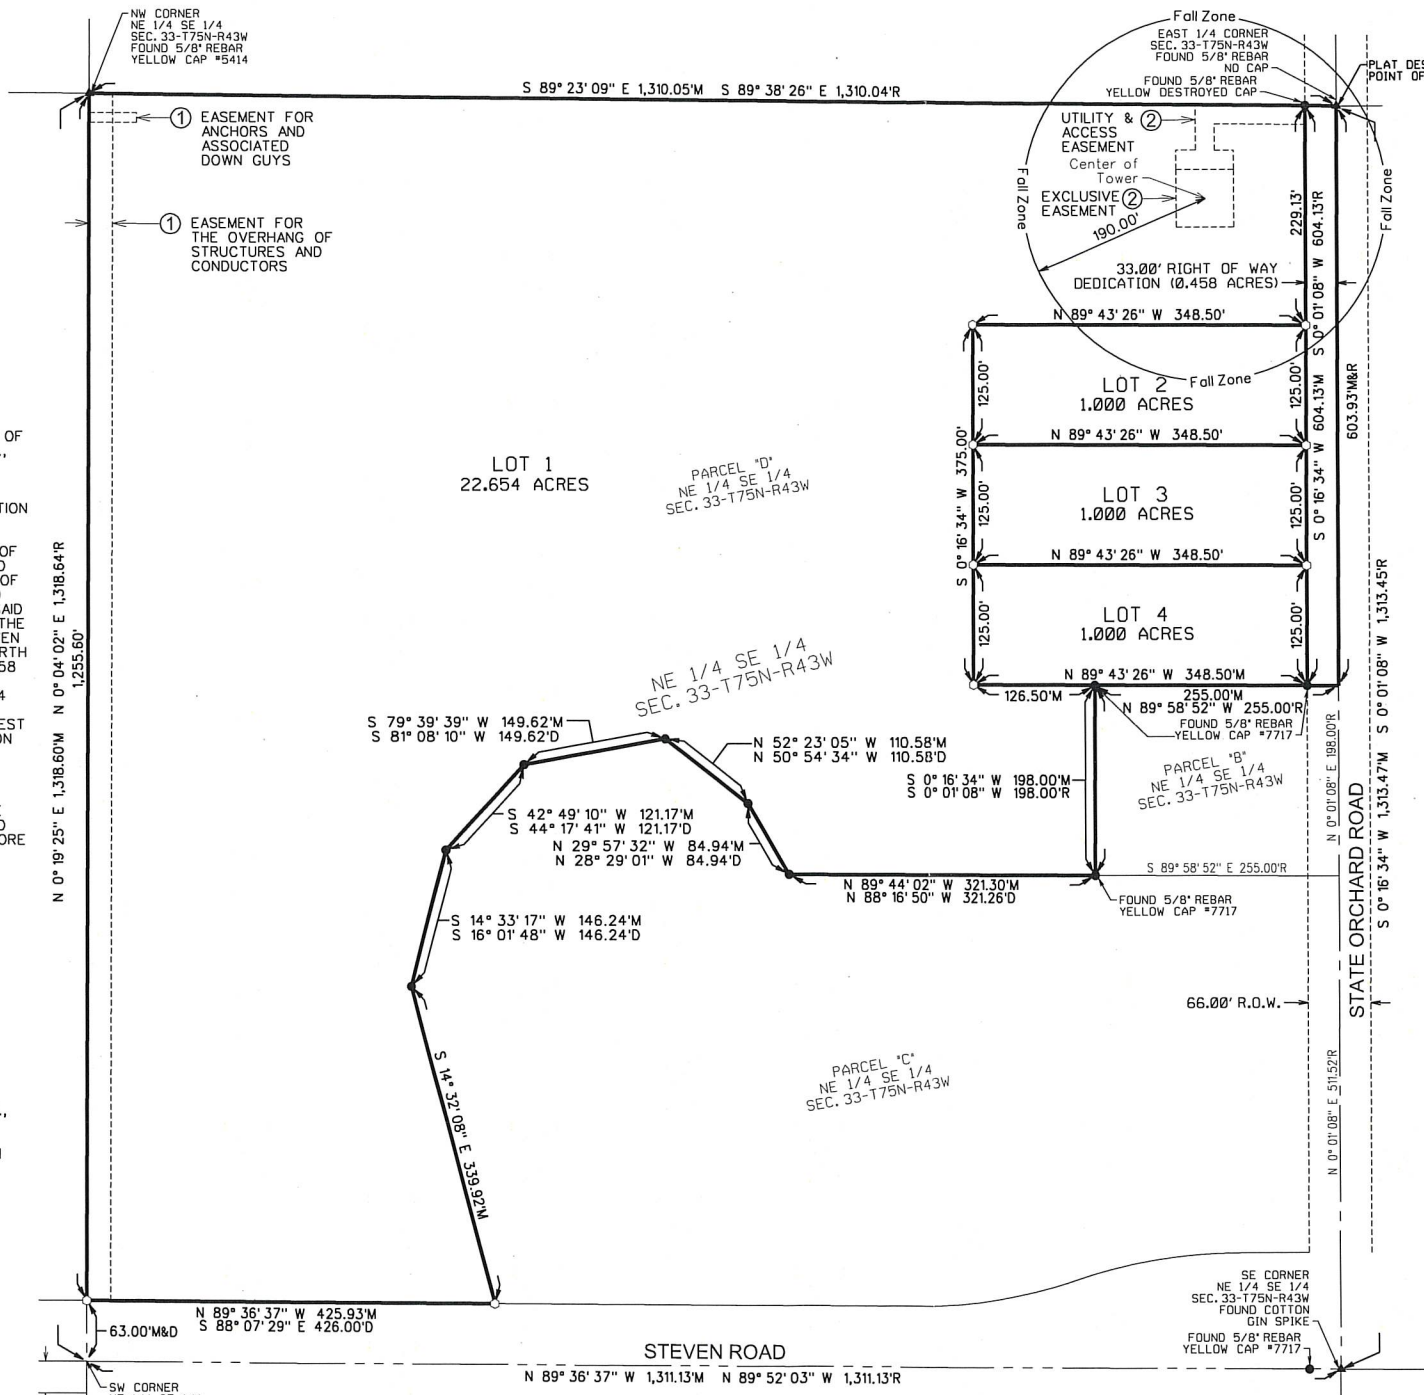 NW CORNER
NE 1/4 SE 1/4
SEC. 33-T75N-R43W
FOUND 5/8" REBAR
YELLOW CAP #5414
S 89° 23' 09" E 1,310.05'M S 89° 38' 26" E 1,310.04'R
Fall Zone
EAST 1/4 CORNER
SEC. 33-T75N-R43W
FOUND 5/8" REBAR
NO CAP
FOUND 5/8" REBAR
YELLOW DESTROYED CAP
PLAT DES
POINT OF
1 EASEMENT FOR
ANCHORS AND
ASSOCIATED
DOWN GUYS
1 EASEMENT FOR
THE OVERHANG OF
STRUCTURES AND
CONDUCTORS
UTILITY & 2
ACCESS
EASEMENT
Center of
Tower
EXCLUSIVE 2
EASEMENT
190.00'
Fall Zone
Fall Zone
229.13'
33.00' RIGHT OF WAY
DEDICATION (0.458 ACRES)
S 0° 01' 08" W 604.13'R
N 89° 43' 26" W 348.50'
125.00'
LOT 2
1.000 ACRES
Fall Zone
125.00'
S 0° 16' 34" W 604.13'M
603.93'M&R
N 89° 43' 26" W 348.50'
S 0° 16' 34" W 375.00'
125.00'
LOT 3
1.000 ACRES
125.00'
N 89° 43' 26" W 348.50'
125.00'
LOT 4
1.000 ACRES
125.00'
N 89° 43' 26" W 348.50'M
126.50'M
255.00'M
N 89° 58' 52" W 255.00'R
FOUND 5/8" REBAR
YELLOW CAP #7717
LOT 1
22.654 ACRES
PARCEL "D"
NE 1/4 SE 1/4
SEC. 33-T75N-R43W
OF
TION
OF
OF
AID
THE
EN
RTH
58
4
EST
ON
ORE
N 0° 19' 25" E 1,318.60'M N 0° 04' 02" E 1,318.64'R
1,255.60'
NE 1/4 SE 1/4
SEC. 33-T75N-R43W
S 79° 39' 39" W 149.62'M
S 81° 08' 10" W 149.62'D
N 52° 23' 05" W 110.58'M
N 50° 54' 34" W 110.58'D
S 0° 16' 34" W 198.00'M
S 0° 01' 08" W 198.00'R
PARCEL "B"
NE 1/4 SE 1/4
SEC. 33-T75N-R43W
N 0° 01' 08" E 198.00'R
S 42° 49' 10" W 121.17'M
S 44° 17' 41" W 121.17'D
N 29° 57' 32" W 84.94'M
N 28° 29' 01" W 84.94'D
N 89° 44' 02" W 321.30'M
N 88° 16' 50" W 321.26'D
S 89° 58' 52" E 255.00'R
FOUND 5/8" REBAR
YELLOW CAP #7717
S 14° 33' 17" W 146.24'M
S 16° 01' 48" W 146.24'D
STATE ORCHARD ROAD
S 0° 16' 34" W 1,313.47'M S 0° 01' 08" W 1,313.45'R
66.00' R.O.W.
S 14° 32' 08" E 339.92'M
PARCEL "C"
NE 1/4 SE 1/4
SEC. 33-T75N-R43W
N 0° 01' 08" E 511.52'R
N 89° 36' 37" W 425.93'M
S 88° 07' 29" E 426.00'D
63.00'M&D
SE CORNER
NE 1/4 SE 1/4
SEC. 33-T75N-R43W
FOUND COTTON
GIN SPIKE
FOUND 5/8" REBAR
YELLOW CAP #7717
STEVEN ROAD
N 89° 36' 37" W 1,311.13'M N 89° 52' 03" W 1,311.13'R
SW CORNER